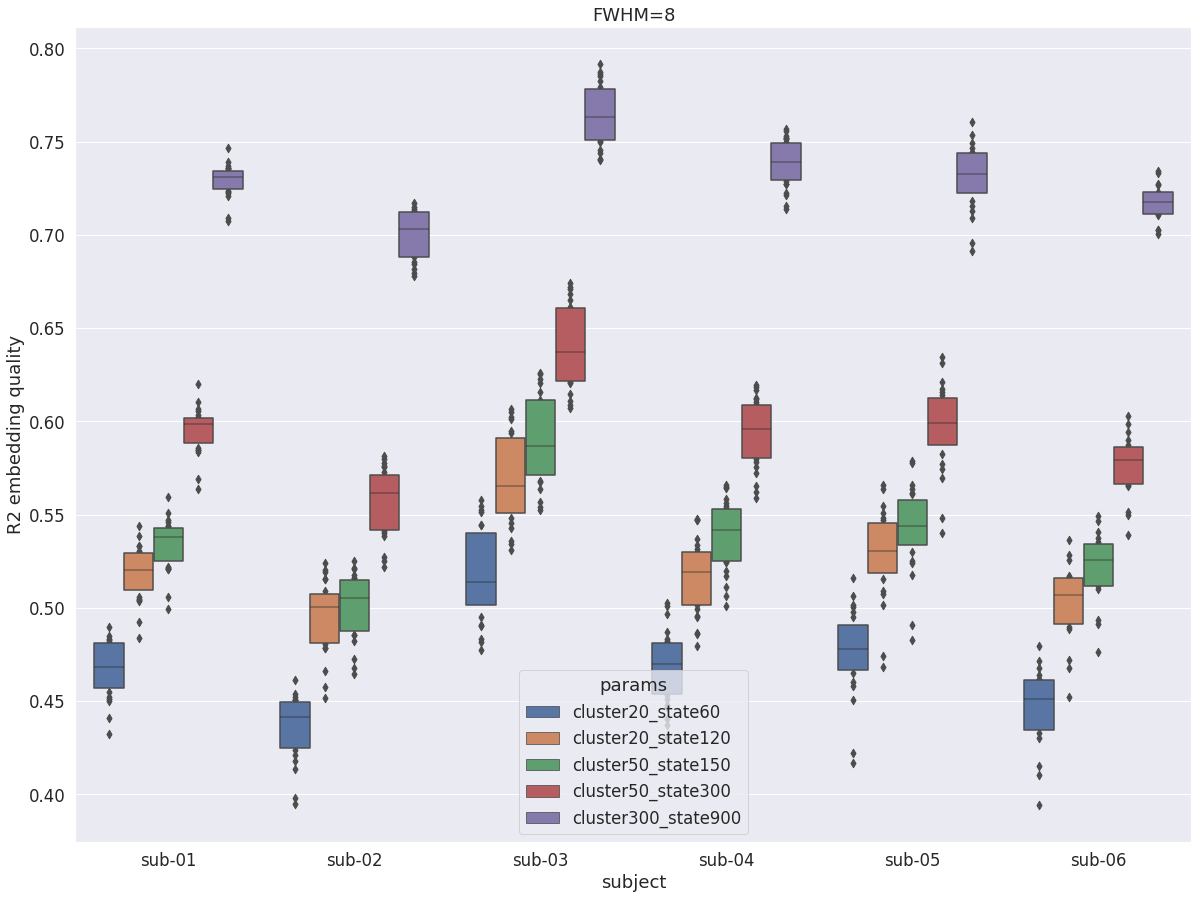 FWHM=8
R2 embedding quality
0.80
0.75
0.70
0.65
0.60
0.55
0.50
0.45
0.40
params
cluster20_state60
cluster20_state120
cluster50_state150
cluster50_state300
cluster300_state900
sub-01 sub-02 sub-03 sub-04 sub-05 sub-06
subject